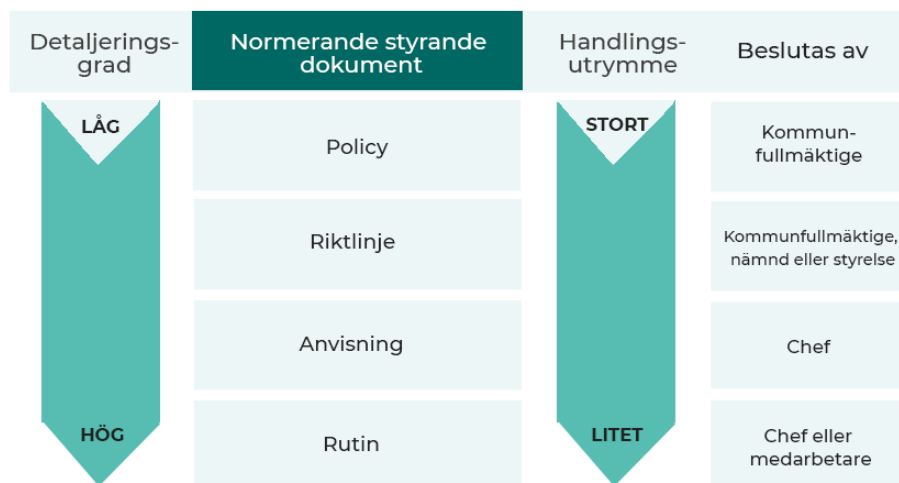 Detaljerings-
grad
Normerande styrande
dokument
Handlings-
utrymme
Beslutas av
LÅG
Policy
STORT
Kommun-
fullmäktige
Riktlinje
Kommunfullmäktige,
nämnd eller styrelse
Anvisning
Chef
HÖG
Rutin
LITET
Chef eller
medarbetare